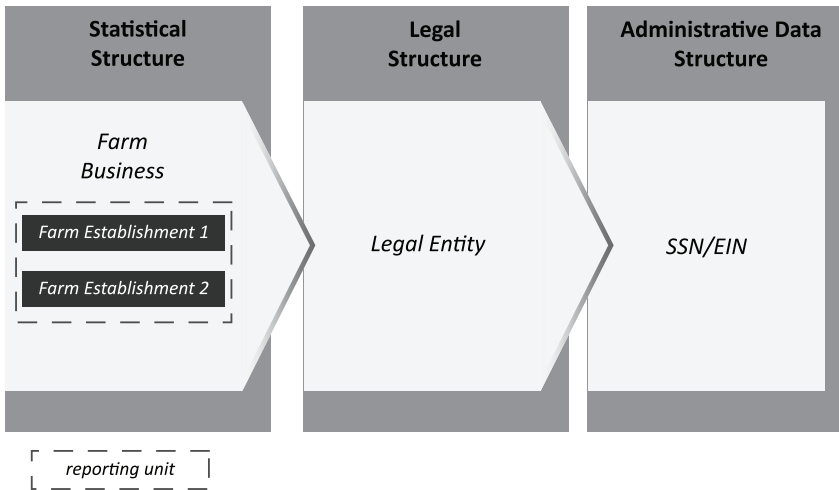 Statistical
Structure
Legal
Structure
Administrative Data
Structure
Farm
Business
Farm Establishment 1
Farm Establishment 2
Legal Entity
SSN/EIN
reporting unit